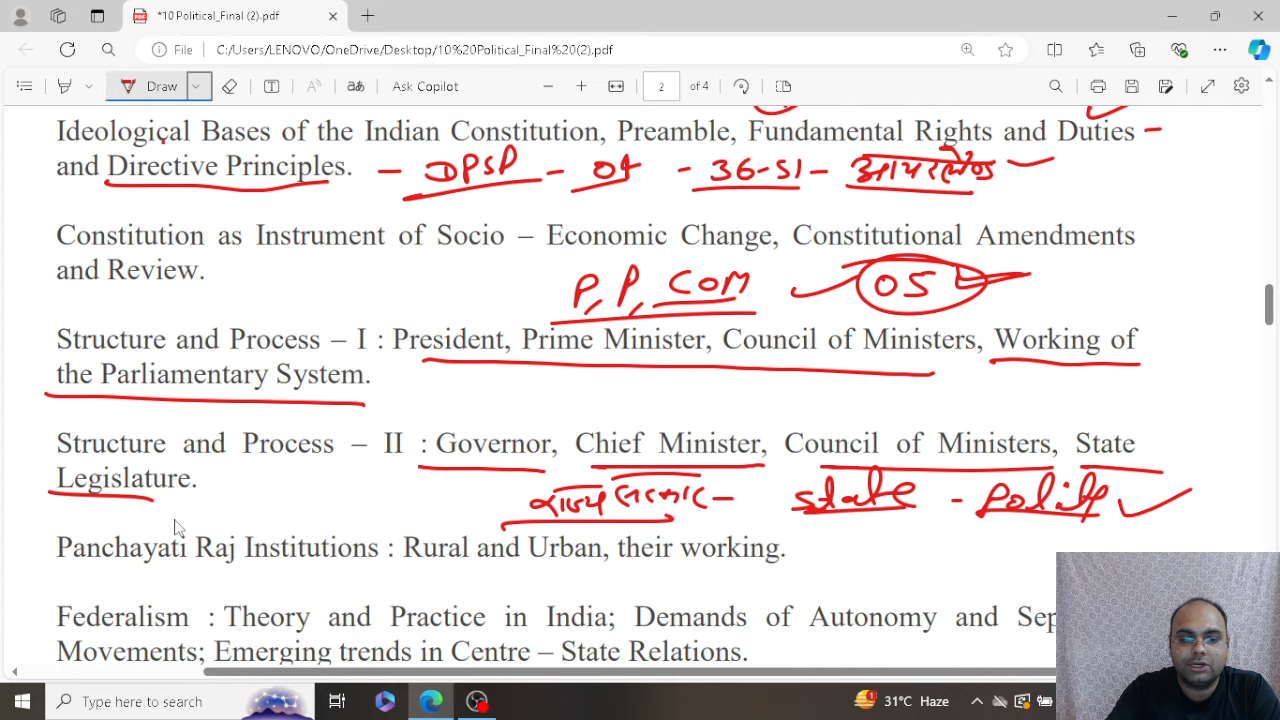 *10 Political_Final (2).pdf
File C:/Users/LENOVO/OneDrive/Desktop/10%20Political_Final%20(2).pdf
Draw Ask Copilot 2 of 4
Ideological Bases of the Indian Constitution, Preamble, Fundamental Rights and Duties
and Directive Principles. - DPSP - 04 - 36-51 -
Constitution as Instrument of Socio – Economic Change, Constitutional Amendments
and Review.
P, P, COM 05
Structure and Process – I : President, Prime Minister, Council of Ministers, Working of
the Parliamentary System.
Structure and Process – II : Governor, Chief Minister, Council of Ministers, State
Legislature.
राज्य सरकार - state - polity
Panchayati Raj Institutions : Rural and Urban, their working.
Federalism : Theory and Practice in India; Demands of Autonomy and Sep
Movements; Emerging trends in Centre – State Relations.
Type here to search 1 31°C Haze